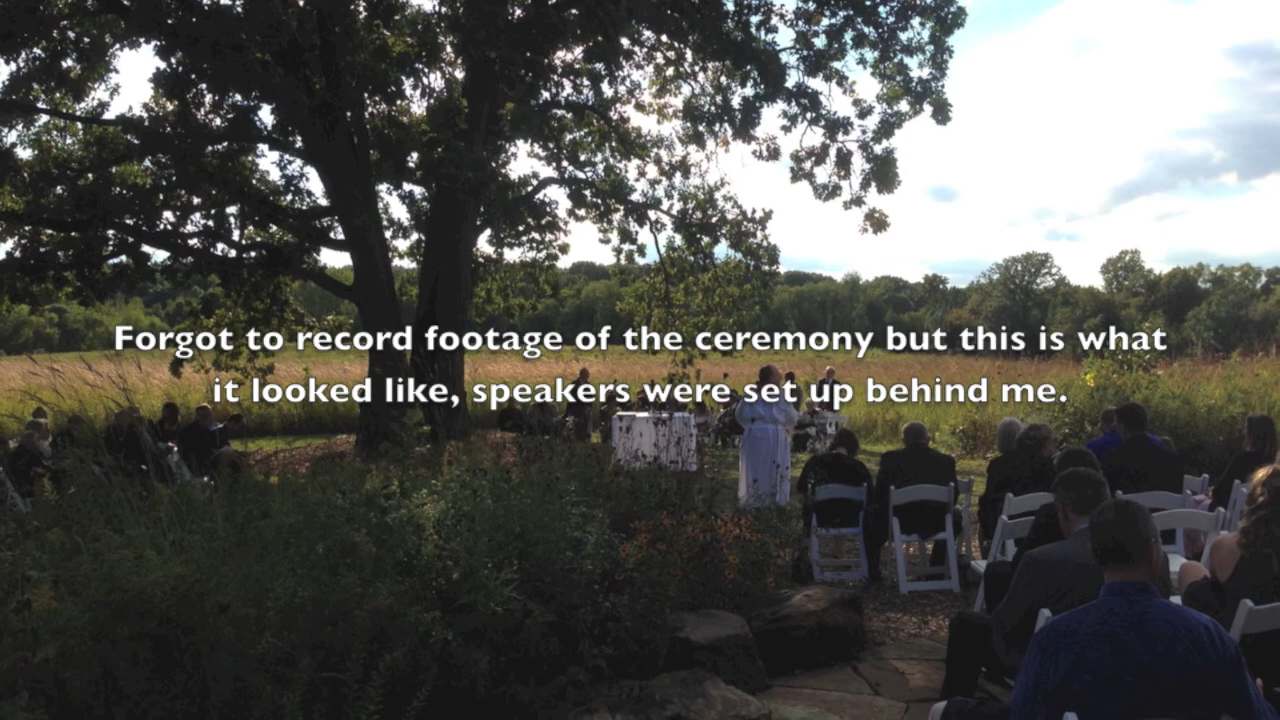 Forgot to record footage of the ceremony but this is what
it looked like, speakers were set up behind me.